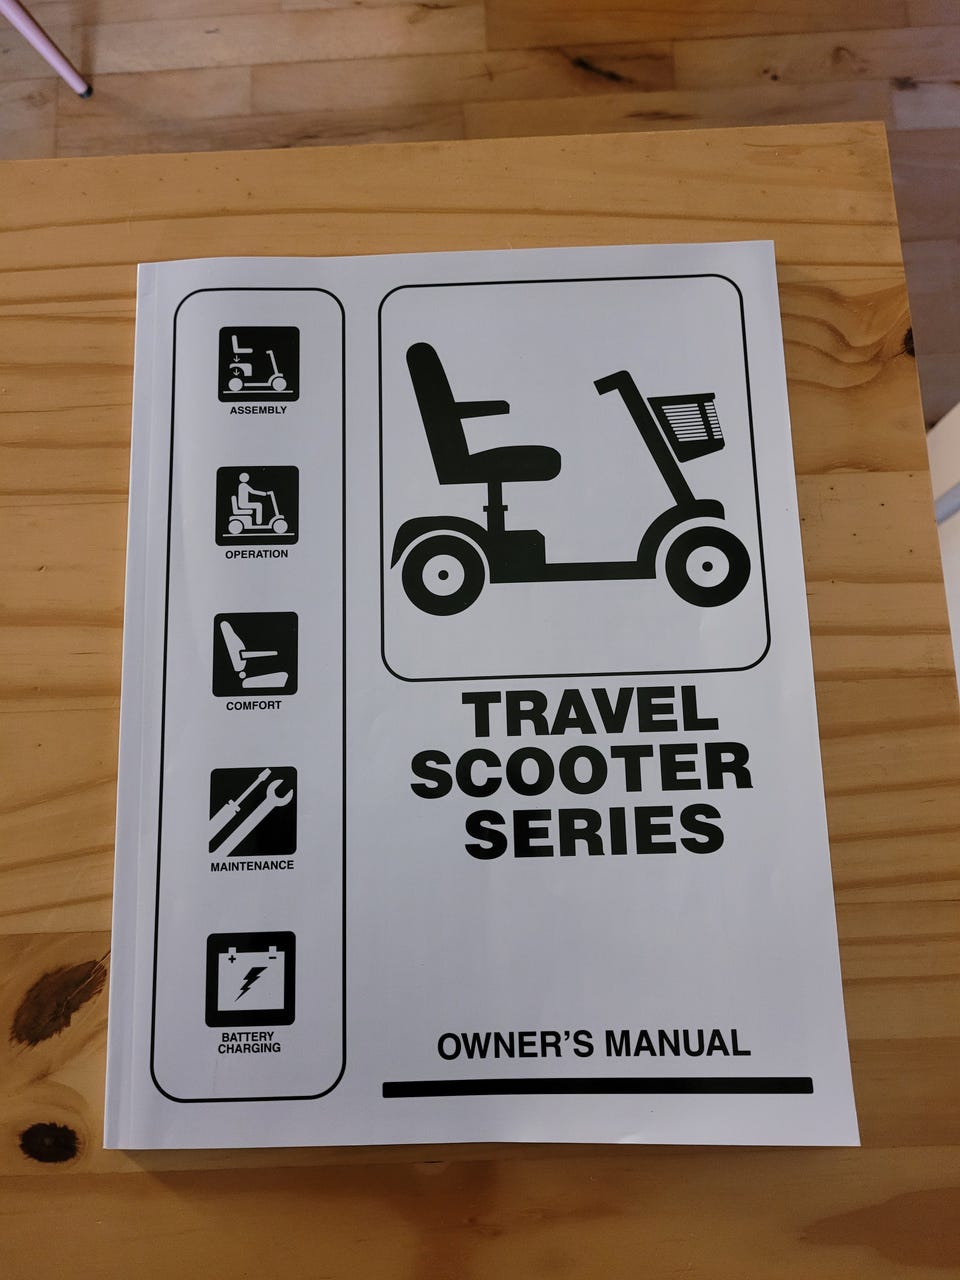 ASSEMBLY
OPERATION
COMFORT
MAINTENANCE
+ -
BATTERY
CHARGING
TRAVEL
SCOOTER
SERIES
OWNER'S MANUAL